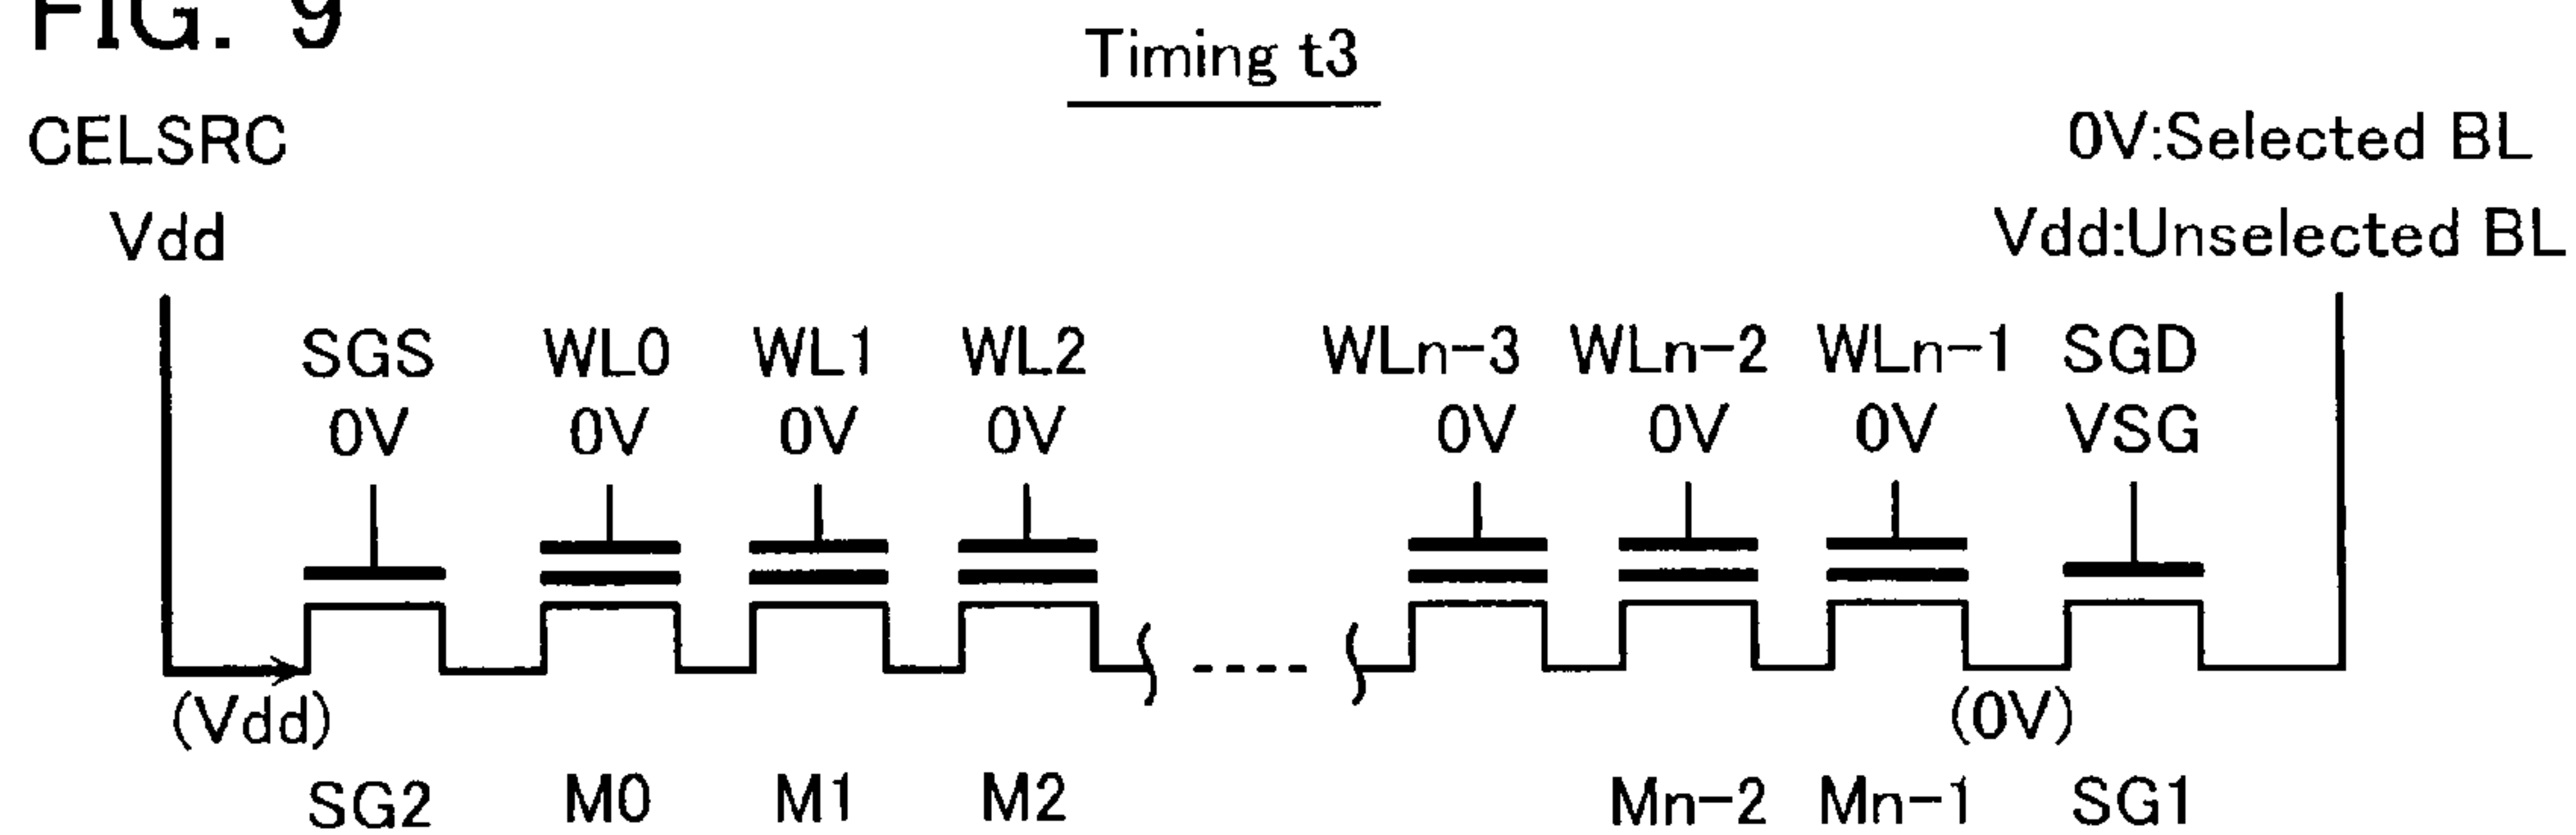 FIG. 9
Timing t3
CELSRC
Vdd
0V:Selected BL
Vdd:Unselected BL
SGS WL0 WL1 WL2 WLn-3 WLn-2 WLn-1 SGD
0V 0V 0V 0V 0V 0V 0V VSG
(Vdd) (0V)
SG2 M0 M1 M2 Mn-2 Mn-1 SG1